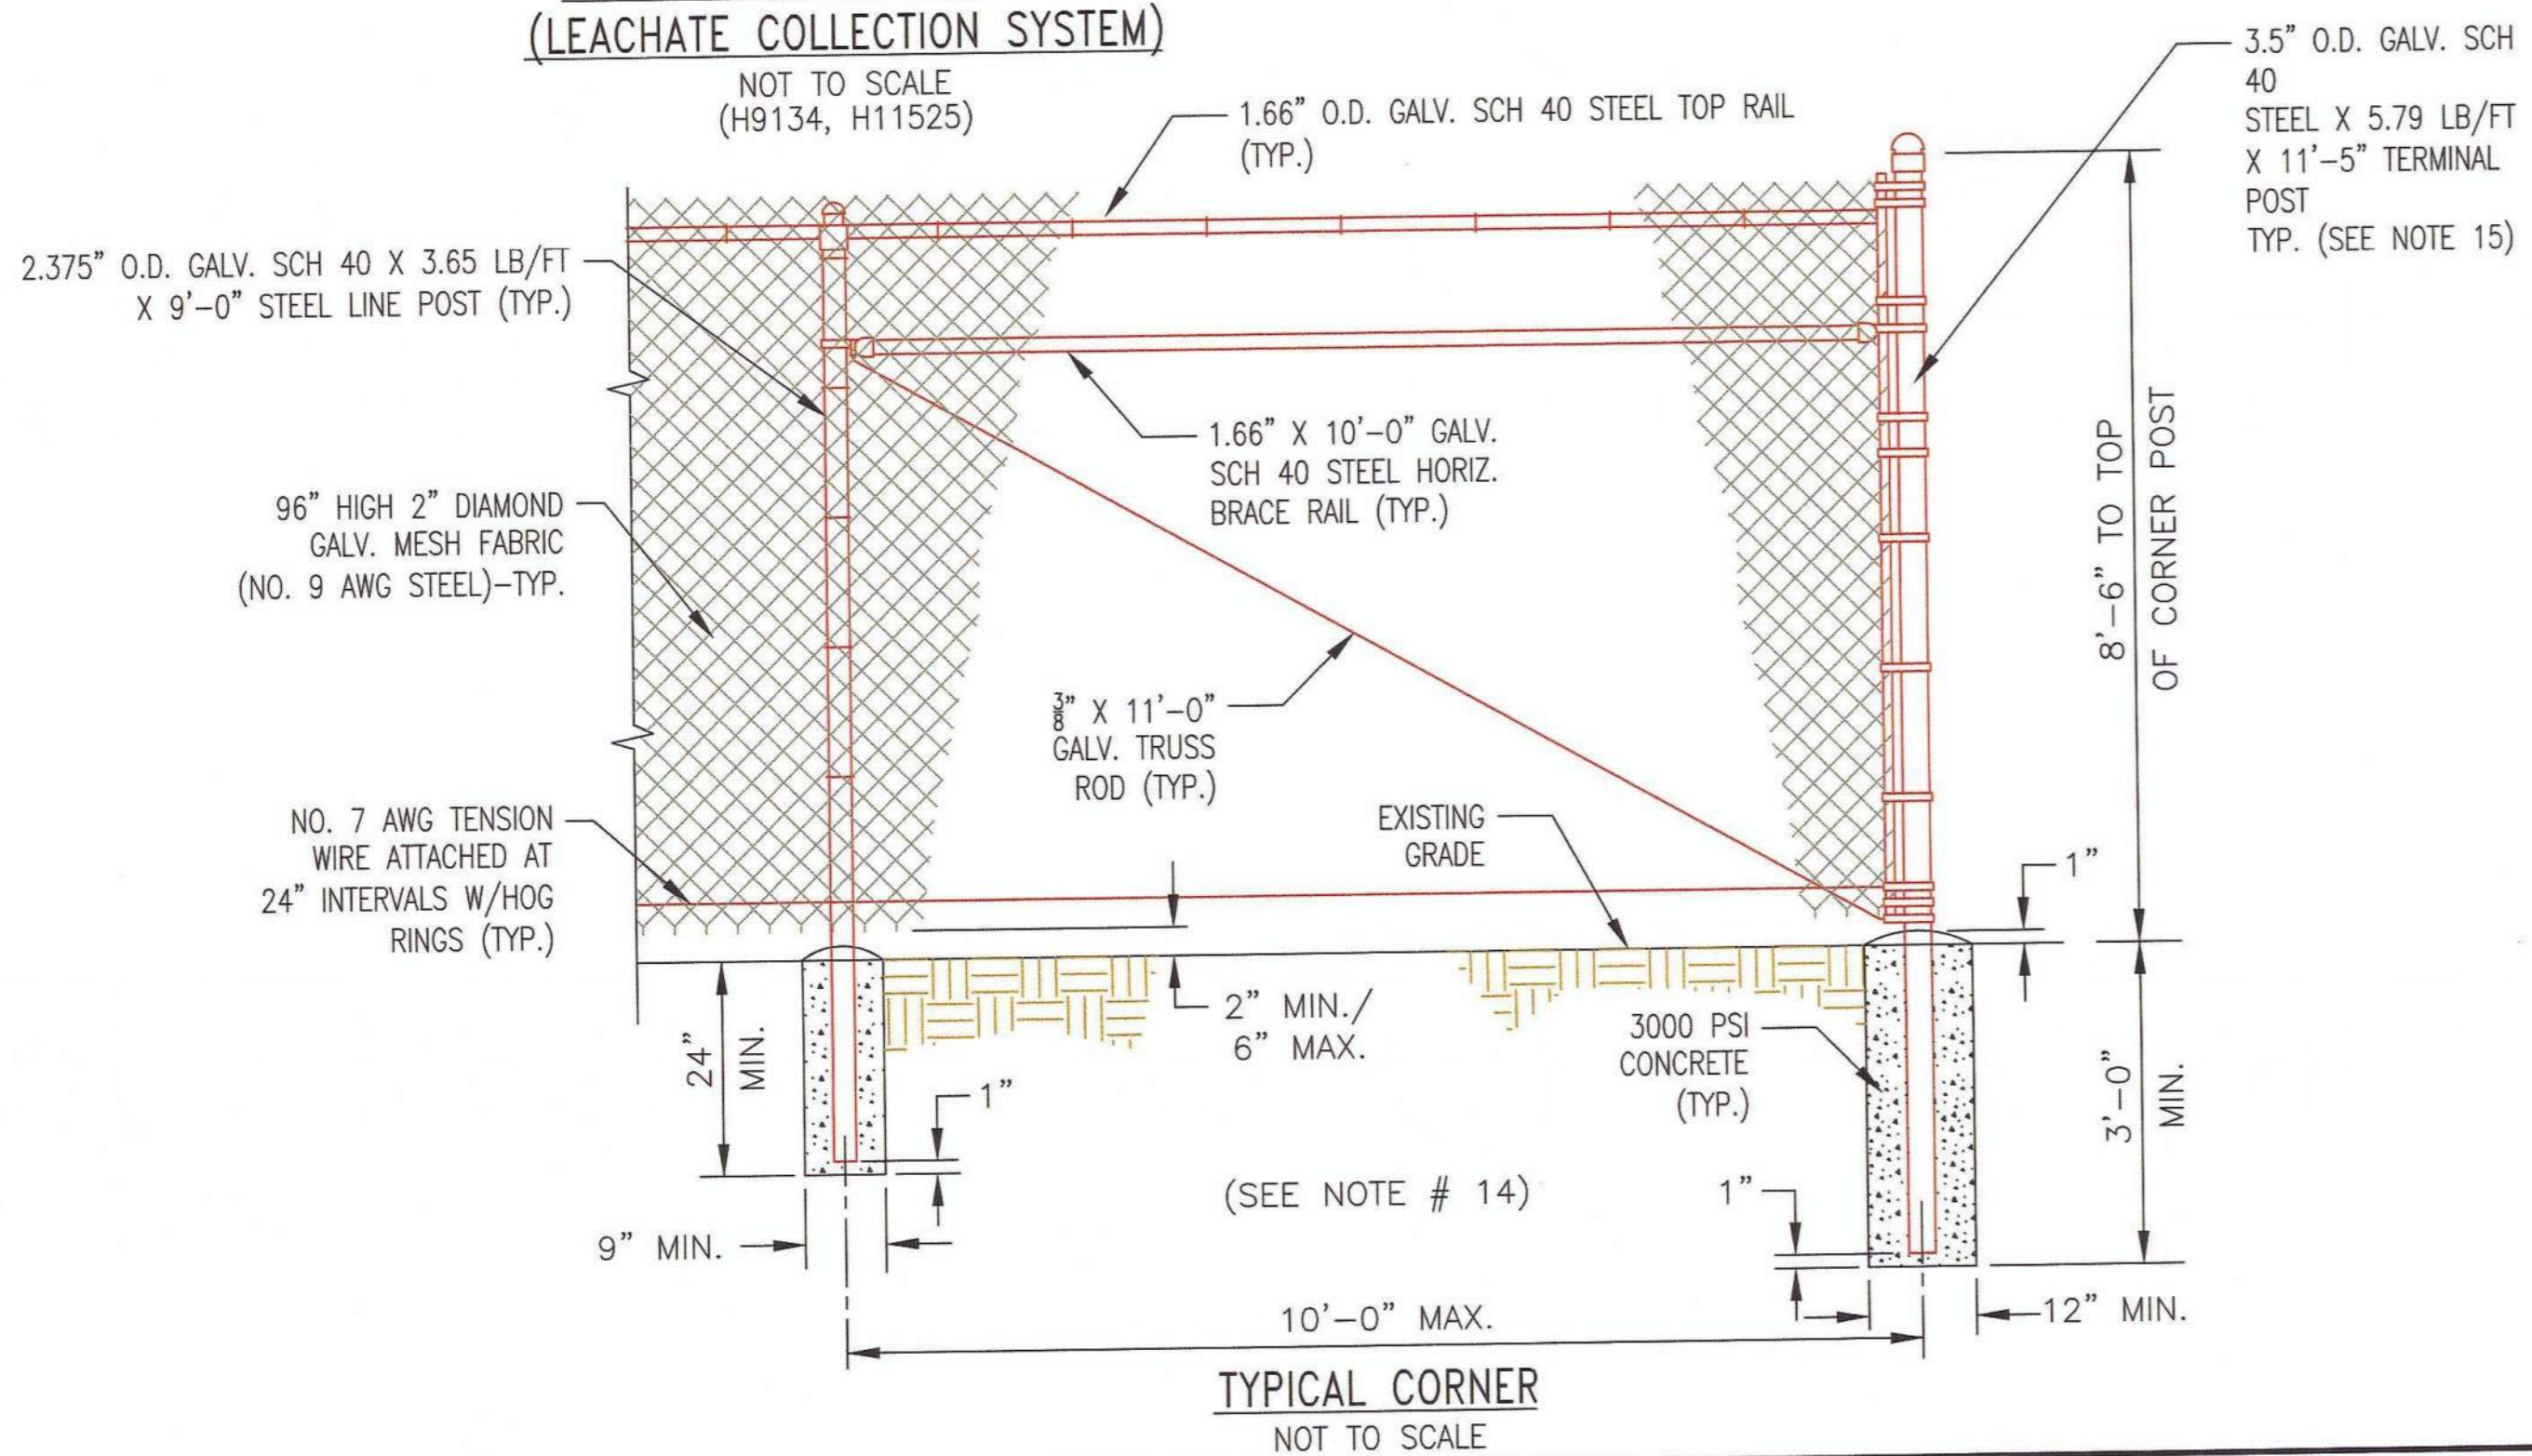 (LEACHATE COLLECTION SYSTEM)
NOT TO SCALE
(H9134, H11525)
1.66" O.D. GALV. SCH 40 STEEL TOP RAIL
(TYP.)
3.5" O.D. GALV. SCH
40
STEEL X 5.79 LB/FT
X 11'-5" TERMINAL
POST
TYP. (SEE NOTE 15)
2.375" O.D. GALV. SCH 40 X 3.65 LB/FT
X 9'-0" STEEL LINE POST (TYP.)
1.66" X 10'-0" GALV.
SCH 40 STEEL HORIZ.
BRACE RAIL (TYP.)
8'-6" TO TOP
OF CORNER POST
96" HIGH 2" DIAMOND
GALV. MESH FABRIC
(NO. 9 AWG STEEL)-TYP.
3/8" X 11'-0"
GALV. TRUSS
ROD (TYP.)
NO. 7 AWG TENSION
WIRE ATTACHED AT
24" INTERVALS W/HOG
RINGS (TYP.)
EXISTING
GRADE
1"
2" MIN./
6" MAX.
24"
MIN.
1"
3000 PSI
CONCRETE
(TYP.)
3'-0"
MIN.
(SEE NOTE # 14)
1"
9" MIN.
12" MIN.
10'-0" MAX.
TYPICAL CORNER
NOT TO SCALE